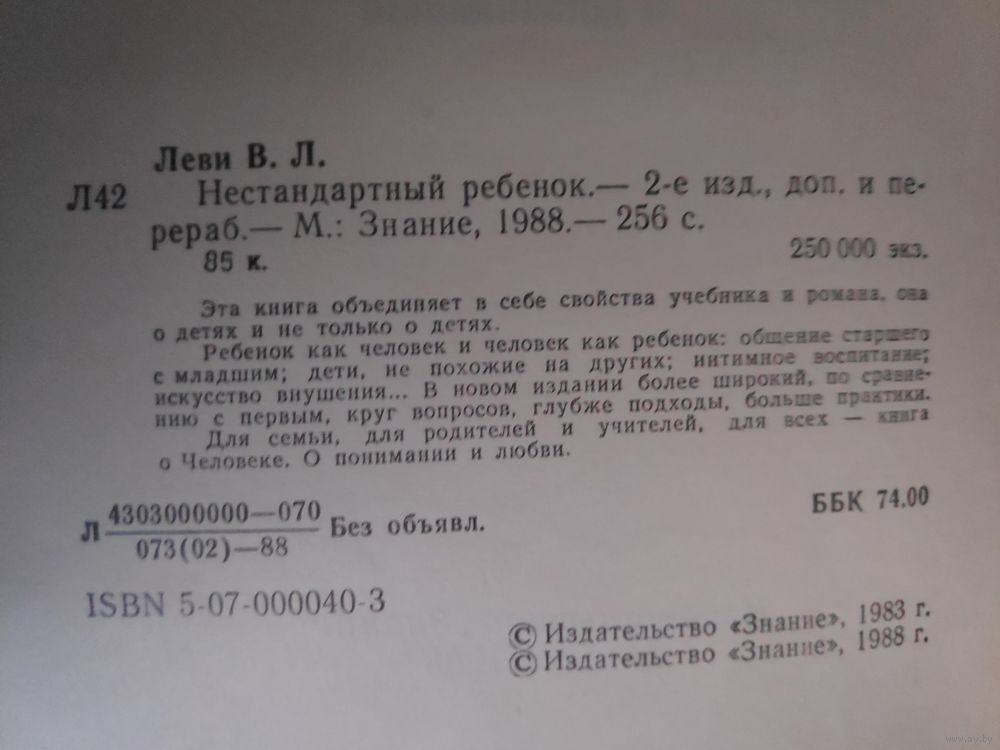 Леви В. Л.
Л42 Нестандартный ребенок.— 2-е изд., доп. и пе-
рераб.— М.: Знание, 1988.— 256 с.
85 к. 250 000 экз.
Эта книга объединяет в себе свойства учебника и романа, она
о детях и не только о детях.
Ребенок как человек и человек как ребенок: общение старшего
с младшим; дети, не похожие на других; интимное воспитание;
искусство внушения... В новом издании более широкий, по сравне-
нию с первым, круг вопросов, глубже подходы, больше практики.
Для семьи, для родителей и учителей, для всех — книга
о Человеке. О понимании и любви.
Л 4303000000—070
073(02)—88 Без объявл. ББК 74.00
ISBN 5-07-000040-3
© Издательство «Знание», 1983 г.
© Издательство «Знание», 1988 г.
www.ay.by